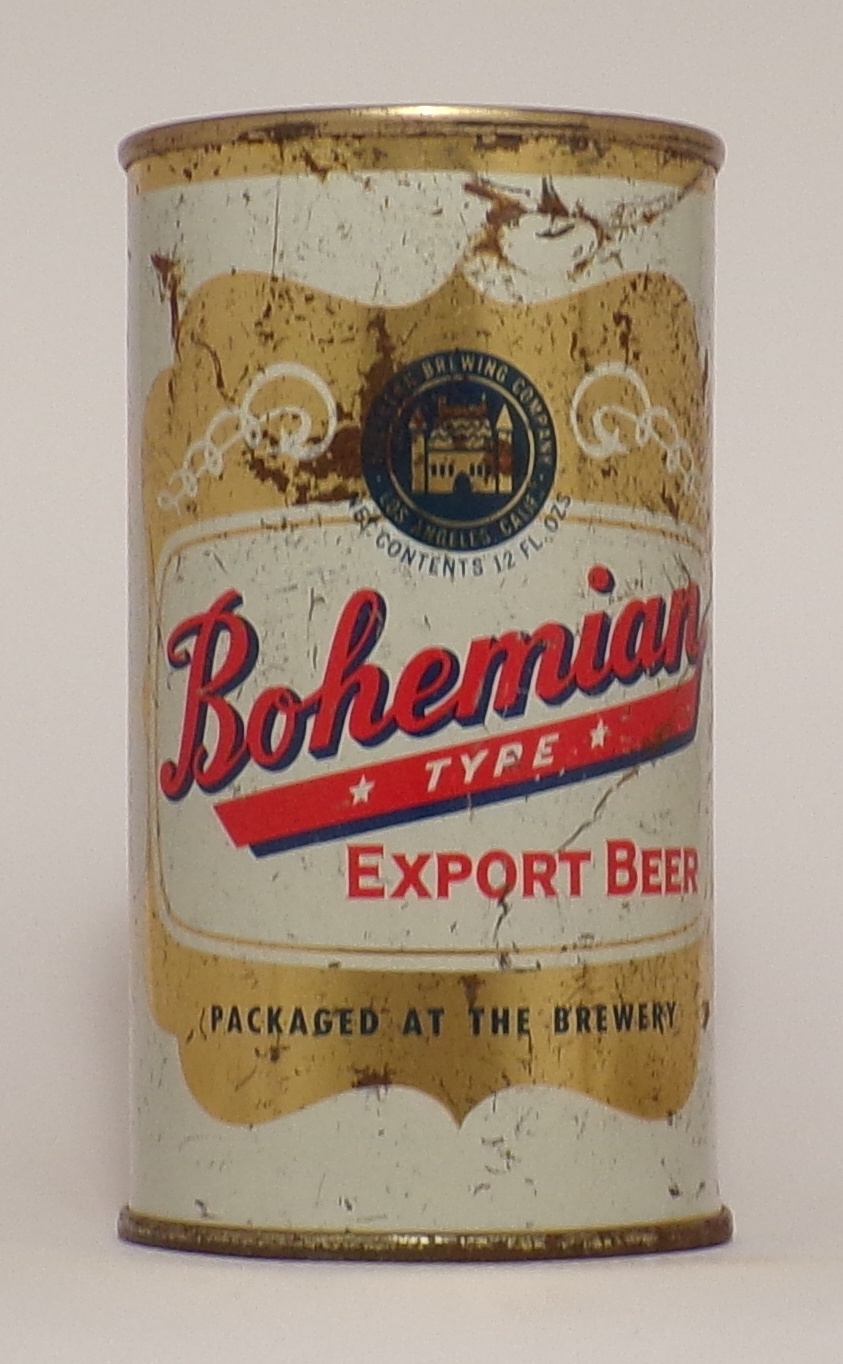 BREWING COMPANY
LOS ANGELES, CALIF.
NET CONTENTS 12 FL. OZS
Bohemian
TYPE
EXPORT BEER
(PACKAGED AT THE BREWERY